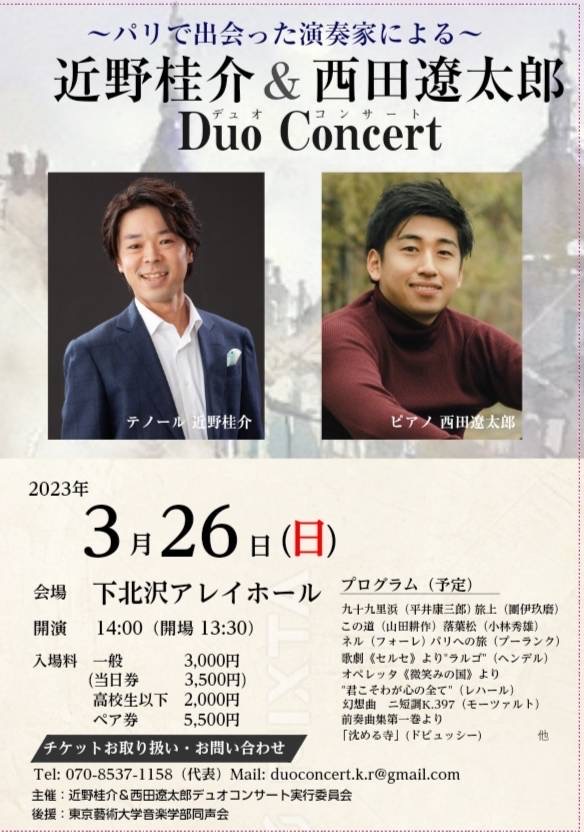 ～パリで出会った演奏家による～
近野桂介＆西田遼太郎
デュオ コンサート
Duo Concert
テノール 近野桂介
ピアノ 西田遼太郎
2023年
3月26日(日)
会場 下北沢アレイホール
開演 14:00（開場 13:30）
入場料 一般 3,000円
(当日券 3,500円)
高校生以下 2,000円
ペア券 5,500円
プログラム（予定）
九十九里浜（平井康三郎）旅上（團伊玖磨）
この道（山田耕作）落葉松（小林秀雄）
ネル（フォーレ）パリへの旅（プーランク）
歌劇《セルセ》より"ラルゴ"（ヘンデル）
オペレッタ《微笑みの国》より
"君こそわが心の全て"（レハール）
幻想曲 ニ短調K.397（モーツァルト）
前奏曲集第一巻より
「沈める寺」(ドビュッシー) 他
チケットお取り扱い・お問い合わせ
Tel: 070-8537-1158（代表）Mail: duoconcert.k.r@gmail.com
主催：近野桂介＆西田遼太郎デュオコンサート実行委員会
後援：東京藝術大学音楽学部同声会